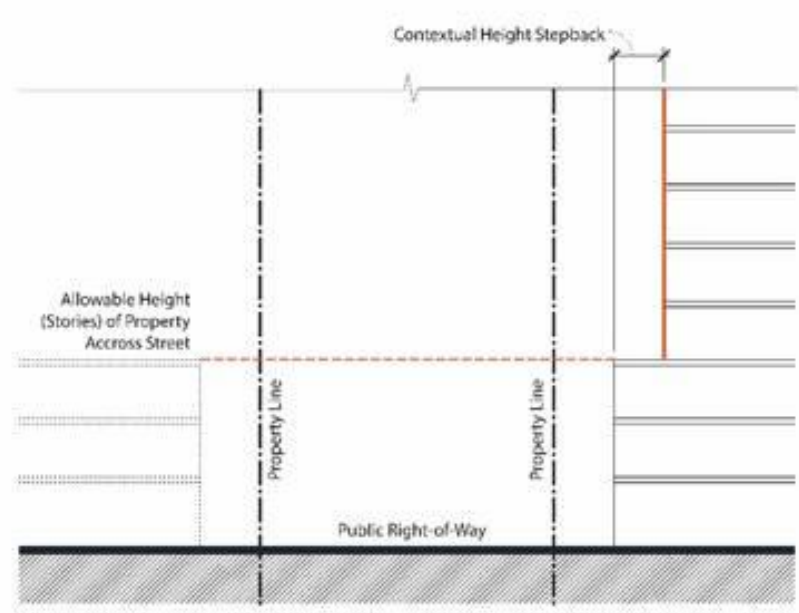 Contextual Height Stepback
Allowable Height
(Stories) of Property
Accross Street
Property Line
Property Line
Public Right-of-Way